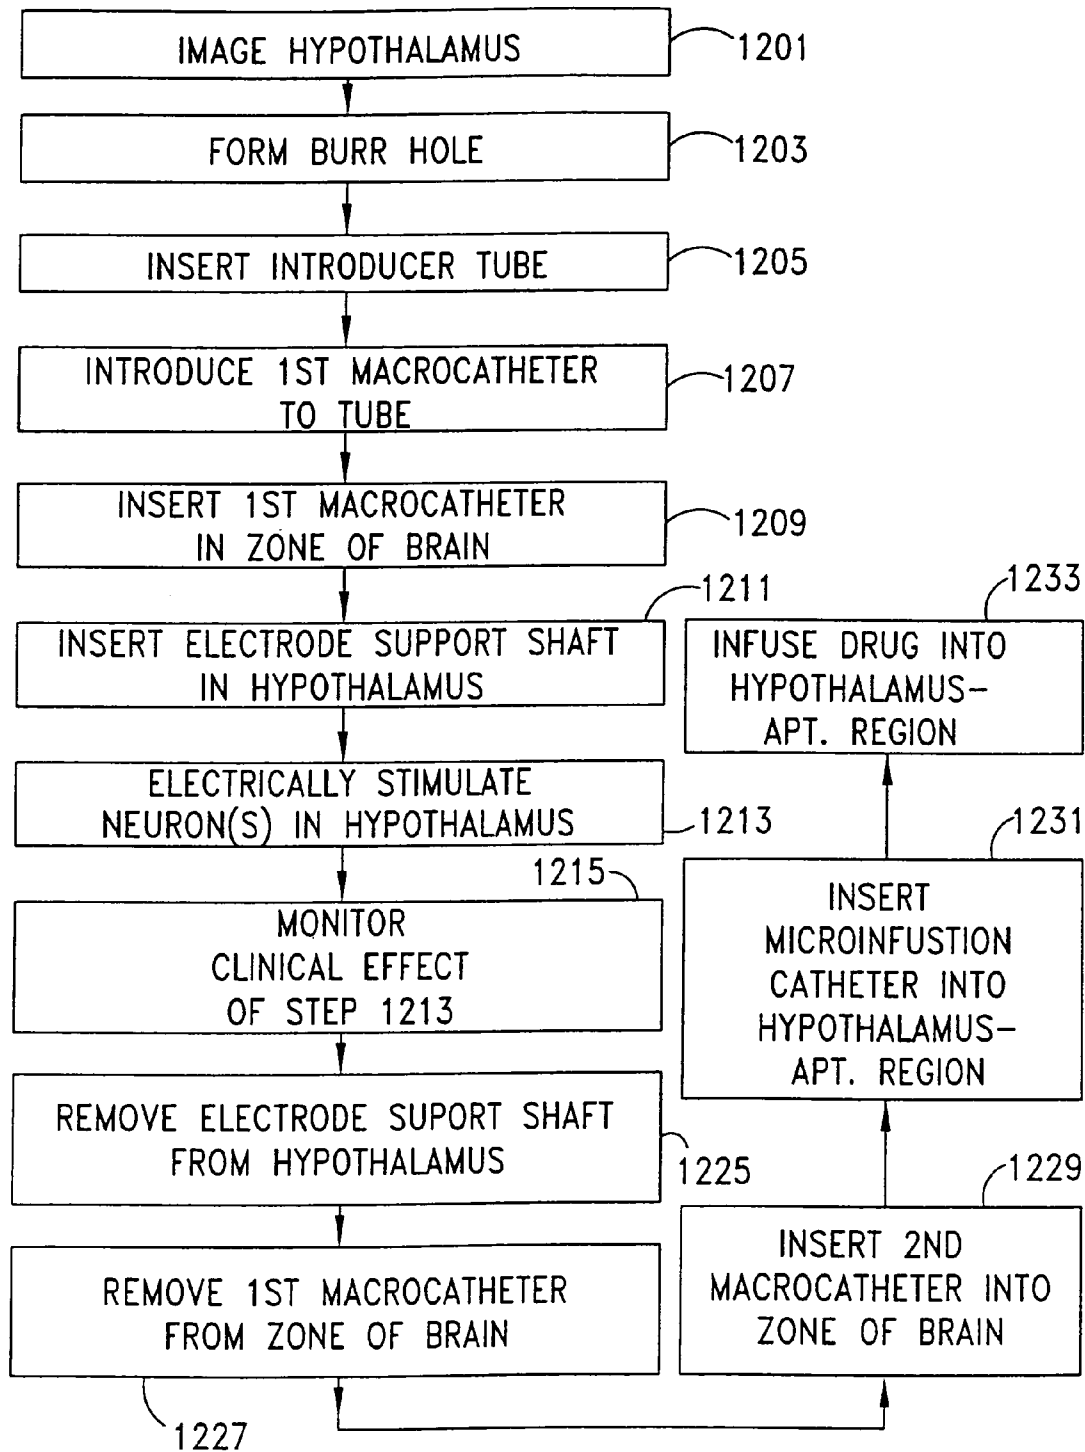 IMAGE HYPOTHALAMUS
1201
FORM BURR HOLE
1203
INSERT INTRODUCER TUBE
1205
INTRODUCE 1ST MACROCATHETER
TO TUBE
1207
INSERT 1ST MACROCATHETER
IN ZONE OF BRAIN
1209
INSERT ELECTRODE SUPPORT SHAFT
IN HYPOTHALAMUS
1211
ELECTRICALLY STIMULATE
NEURON(S) IN HYPOTHALAMUS
1213
MONITOR
CLINICAL EFFECT
OF STEP 1213
1215
REMOVE ELECTRODE SUPORT SHAFT
FROM HYPOTHALAMUS
1225
REMOVE 1ST MACROCATHETER
FROM ZONE OF BRAIN
1227
INSERT 2ND
MACROCATHETER INTO
ZONE OF BRAIN
1229
INSERT
MICROINFUSTION
CATHETER INTO
HYPOTHALAMUS-
APT. REGION
1231
INFUSE DRUG INTO
HYPOTHALAMUS-
APT. REGION
1233